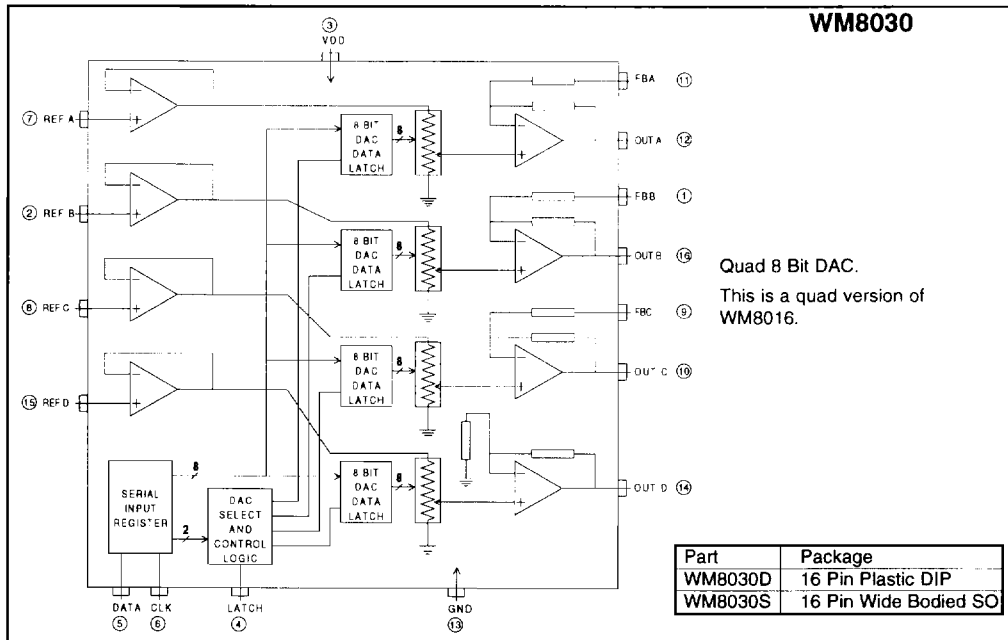 WM8030
③
VDD
FBA ⑪
⑦ REF A
8 BIT
DAC
DATA
LATCH
8
OUT A ⑫
FBB ①
② REF B
8 BIT
DAC
DATA
LATCH
8
OUT B ⑯
Quad 8 Bit DAC.
This is a quad version of
WM8016.
⑧ REF C
FBC ⑨
8 BIT
DAC
DATA
LATCH
8
OUT C ⑩
⑮ REF D
8
8 BIT
DAC
DATA
LATCH
8
OUT D ⑭
SERIAL
INPUT
REGISTER
2
DAC
SELECT
AND
CONTROL
LOGIC
DATA CLK LATCH GND
⑤ ⑥ ④ ⑬
Part Package
WM8030D 16 Pin Plastic DIP
WM8030S 16 Pin Wide Bodied SO